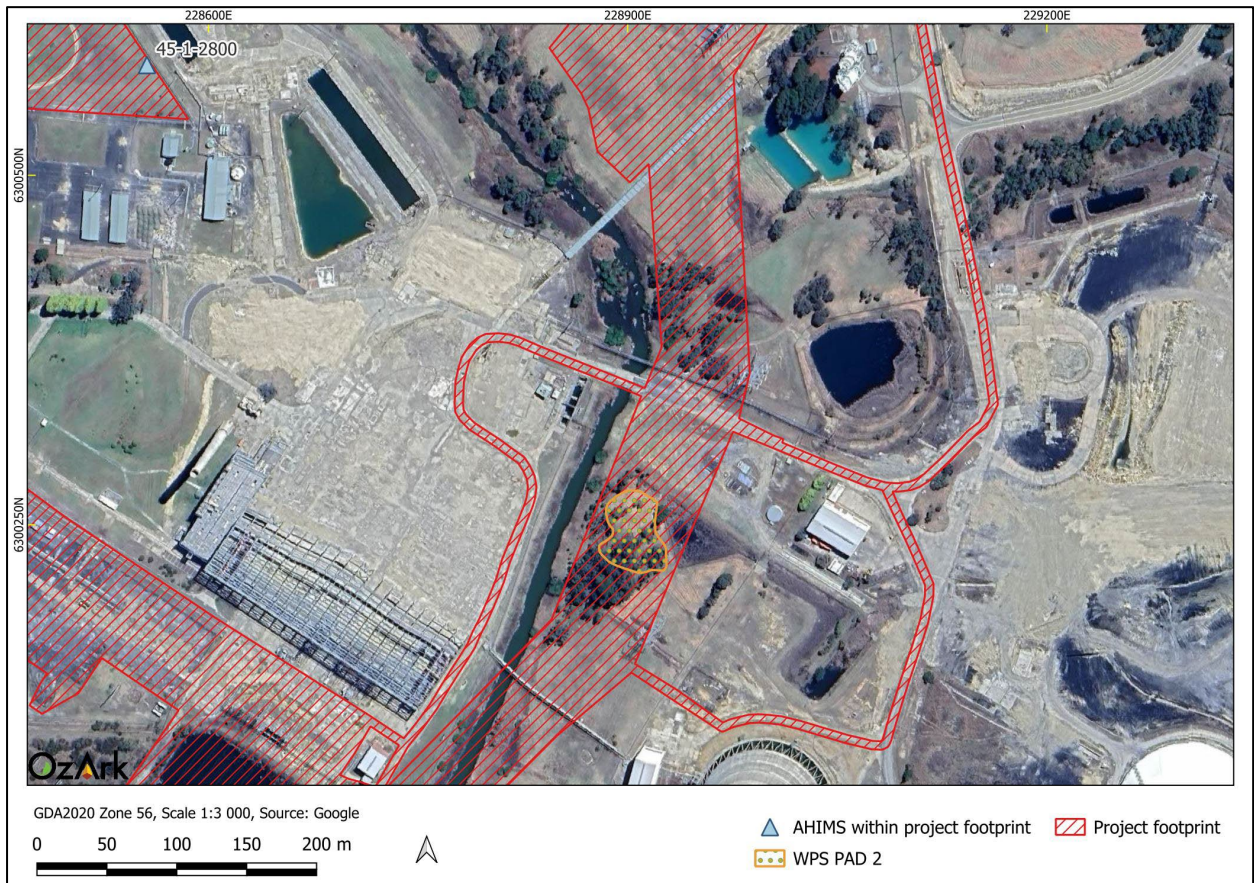 228600E
228900E
229200E
45-1-2800
6300500N
6300250N
OzArk
GDA2020 Zone 56, Scale 1:3 000, Source: Google
0 50 100 150 200 m
AHIMS within project footprint
Project footprint
WPS PAD 2